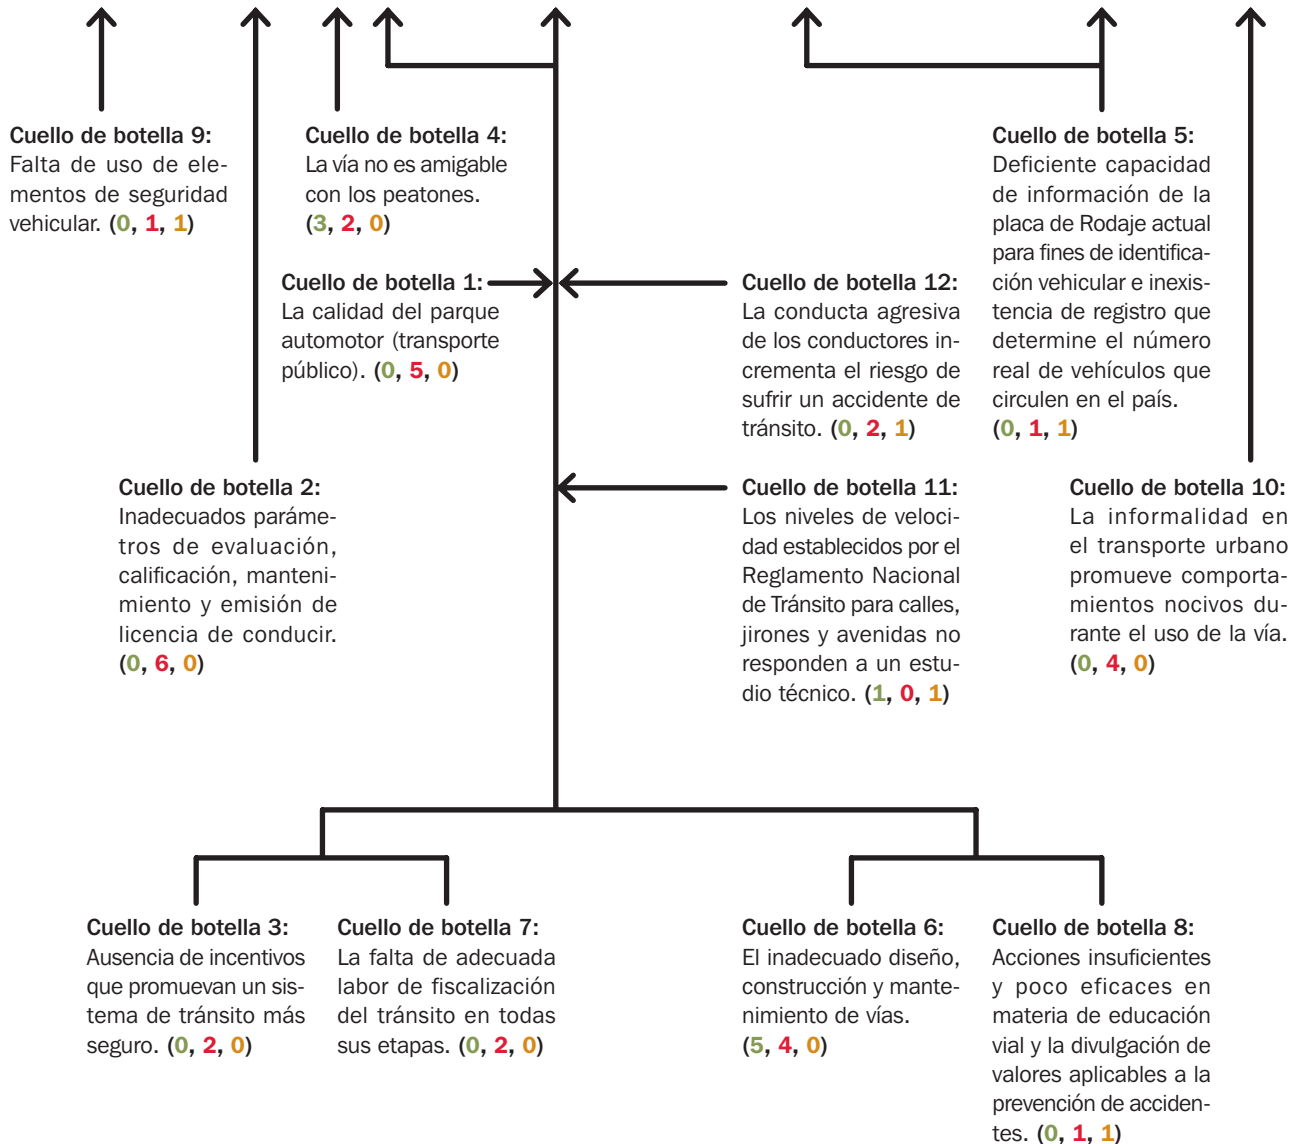 Cuello de botella 9:
Falta de uso de ele-
mentos de seguridad
vehicular. (0, 1, 1)
Cuello de botella 4:
La vía no es amigable
con los peatones.
(3, 2, 0)
Cuello de botella 5:
Deficiente capacidad
de información de la
placa de Rodaje actual
para fines de identifica-
ción vehicular e inexis-
tencia de registro que
determine el número
real de vehículos que
circulen en el país.
(0, 1, 1)
Cuello de botella 1:
La calidad del parque
automotor (transporte
público). (0, 5, 0)
Cuello de botella 12:
La conducta agresiva
de los conductores in-
crementa el riesgo de
sufrir un accidente de
tránsito. (0, 2, 1)
Cuello de botella 2:
Inadecuados paráme-
tros de evaluación,
calificación, manteni-
miento y emisión de
licencia de conducir.
(0, 6, 0)
Cuello de botella 11:
Los niveles de veloci-
dad establecidos por el
Reglamento Nacional
de Tránsito para calles,
jirones y avenidas no
responden a un estu-
dio técnico. (1, 0, 1)
Cuello de botella 10:
La informalidad en
el transporte urbano
promueve comporta-
mientos nocivos du-
rante el uso de la vía.
(0, 4, 0)
Cuello de botella 3:
Ausencia de incentivos
que promuevan un sis-
tema de tránsito más
seguro. (0, 2, 0)
Cuello de botella 7:
La falta de adecuada
labor de fiscalización
del tránsito en todas
sus etapas. (0, 2, 0)
Cuello de botella 6:
El inadecuado diseño,
construcción y mante-
nimiento de vías.
(5, 4, 0)
Cuello de botella 8:
Acciones insuficientes
y poco eficaces en
materia de educación
vial y la divulgación de
valores aplicables a la
prevención de acciden-
tes. (0, 1, 1)